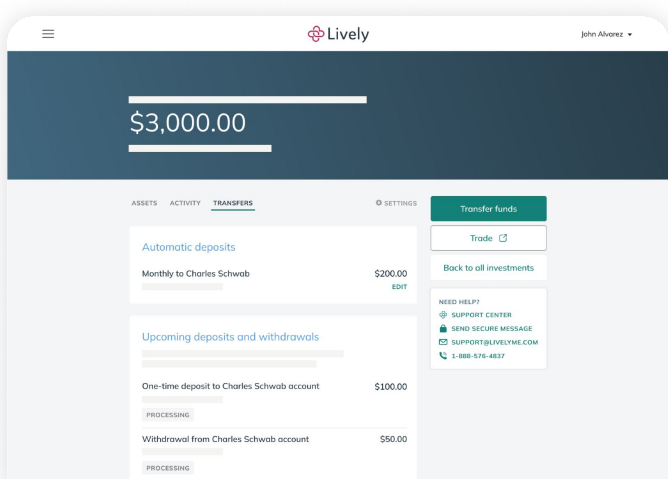 Lively
John Alvarez
$3,000.00
ASSETS ACTIVITY TRANSFERS SETTINGS
Automatic deposits
Monthly to Charles Schwab $200.00
EDIT
Upcoming deposits and withdrawals
One-time deposit to Charles Schwab account $100.00
PROCESSING
Withdrawal from Charles Schwab account $50.00
PROCESSING
Transfer funds
Trade
Back to all investments
NEED HELP?
SUPPORT CENTER
SEND SECURE MESSAGE
SUPPORT@LIVELYME.COM
1-888-576-4837